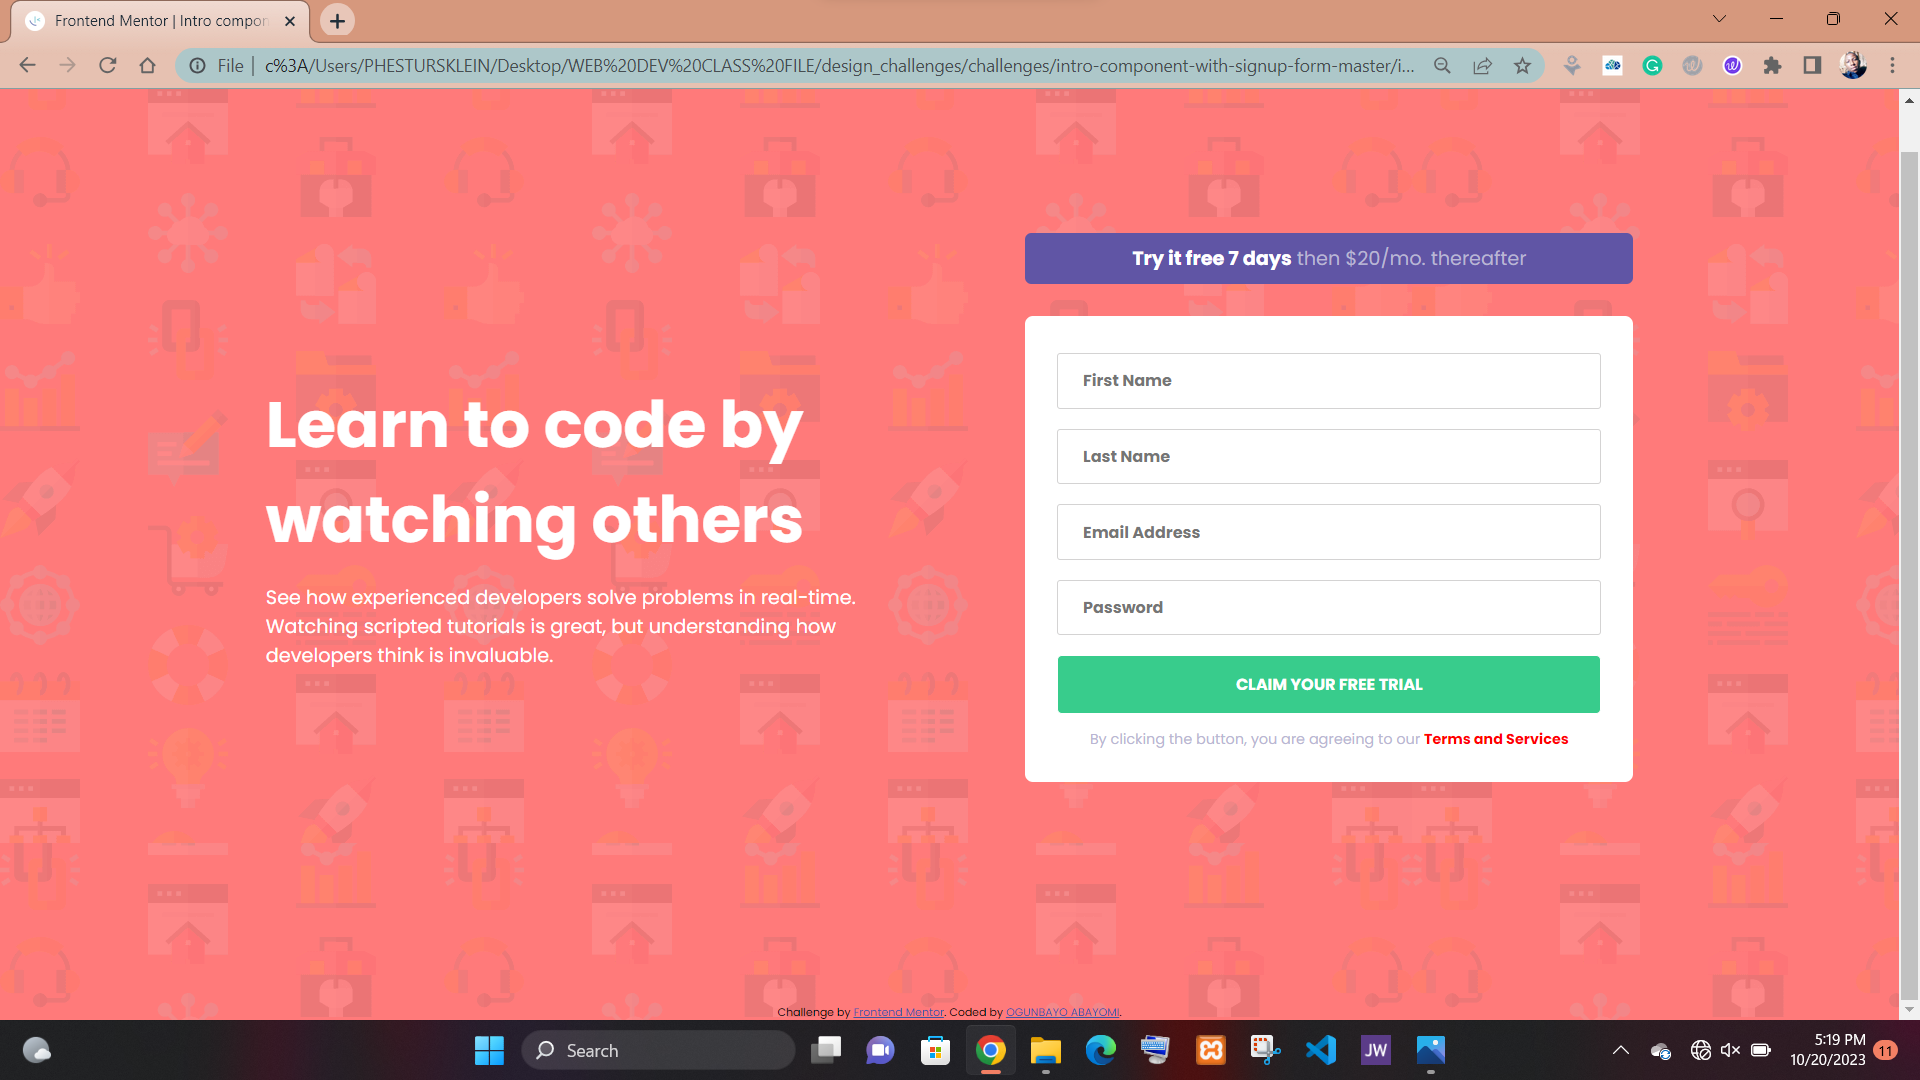 Frontend Mentor | Intro compon
File | c%3A/Users/PHESTURSKLEIN/Desktop/WEB%20DEV%20CLASS%20FILE/design_challenges/challenges/intro-component-with-signup-form-master/i...
Learn to code by
watching others
See how experienced developers solve problems in real-time.
Watching scripted tutorials is great, but understanding how
developers think is invaluable.
Try it free 7 days then $20/mo. thereafter
First Name
Last Name
Email Address
Password
CLAIM YOUR FREE TRIAL
By clicking the button, you are agreeing to our Terms and Services
Challenge by Frontend Mentor. Coded by OGUNBAYO ABAYOMI.
Search
JW
5:19 PM
10/20/2023
11